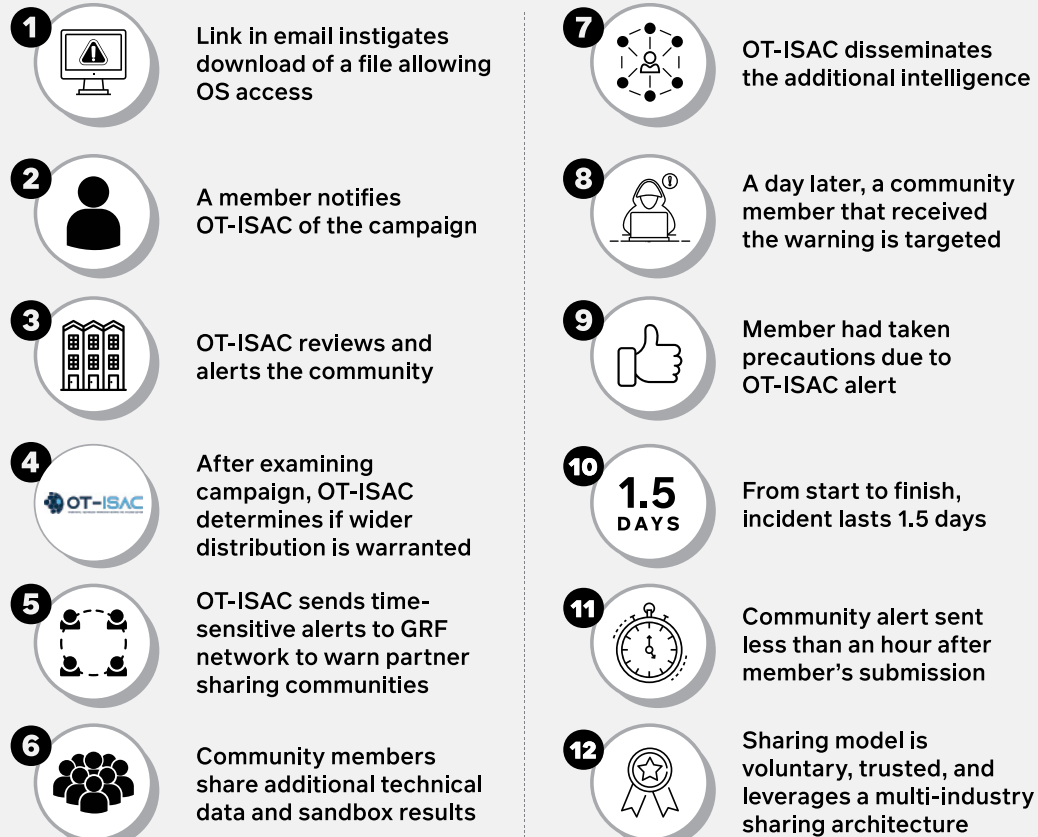 1
Link in email instigates
download of a file allowing
OS access
2
A member notifies
OT-ISAC of the campaign
3
OT-ISAC reviews and
alerts the community
4
OT-ISAC
After examining
campaign, OT-ISAC
determines if wider
distribution is warranted
5
OT-ISAC sends time-
sensitive alerts to GRF
network to warn partner
sharing communities
6
Community members
share additional technical
data and sandbox results
7
OT-ISAC disseminates
the additional intelligence
8
A day later, a community
member that received
the warning is targeted
9
Member had taken
precautions due to
OT-ISAC alert
10
1.5
DAYS
From start to finish,
incident lasts 1.5 days
11
Community alert sent
less than an hour after
member’s submission
12
Sharing model is
voluntary, trusted, and
leverages a multi-industry
sharing architecture